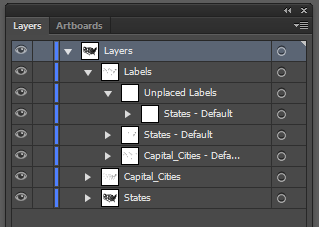 Layers Artboards
Layers
Labels
Unplaced Labels
States - Default
States - Default
Capital_Cities - Defa...
Capital_Cities
States